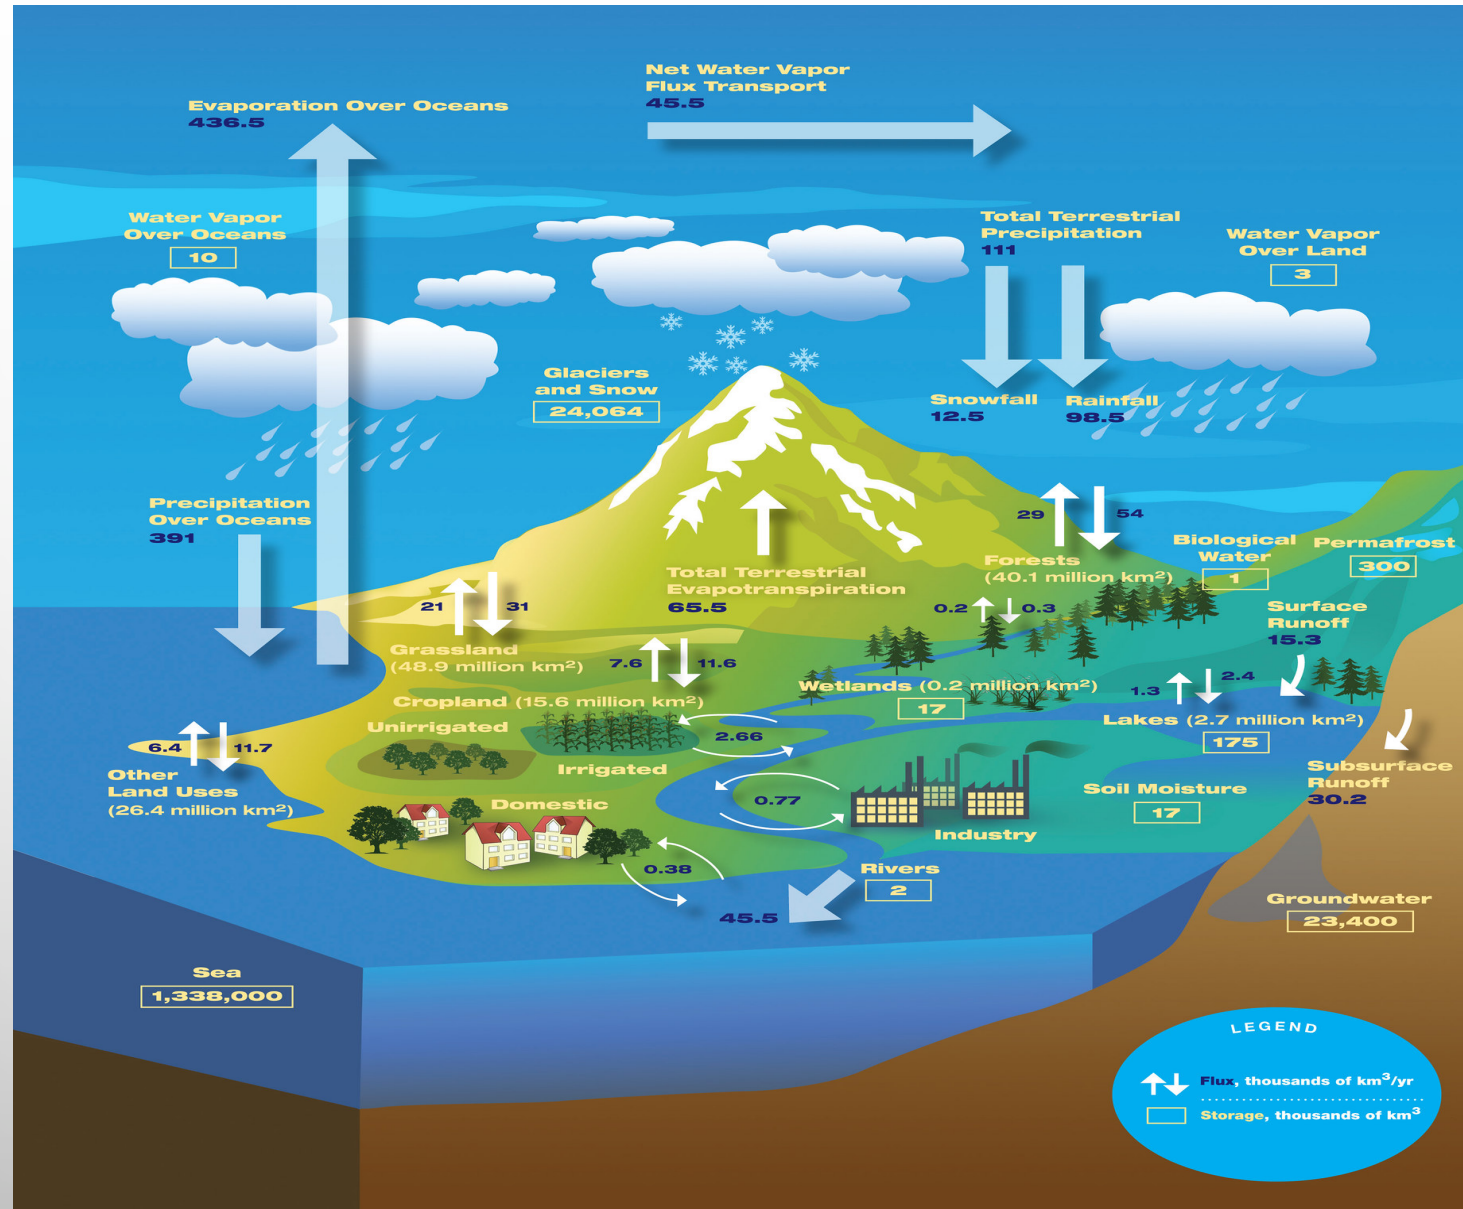 Net Water Vapor
Flux Transport
45.5
Evaporation Over Oceans
436.5
Water Vapor
Over Oceans
10
Total Terrestrial
Precipitation
111
Water Vapor
Over Land
3
Glaciers
and Snow
24,064
Snowfall
12.5
Rainfall
98.5
Precipitation
Over Oceans
391
29
54
Forests
(40.1 million km²)
Biological
Water
1
Permafrost
300
Total Terrestrial
Evapotranspiration
65.5
21
31
Grassland
(48.9 million km²)
0.2
0.3
Wetlands (0.2 million km²)
17
Surface
Runoff
15.3
7.6
11.6
Cropland (15.6 million km²)
Unirrigated
Irrigated
2.66
1.3
2.4
Lakes (2.7 million km²)
175
6.4
11.7
Other
Land Uses
(26.4 million km²)
Subsurface
Runoff
30.2
Domestic
0.77
Industry
Soil Moisture
17
0.38
Rivers
2
45.5
Groundwater
23,400
Sea
1,338,000
LEGEND
Flux, thousands of km³/yr
Storage, thousands of km³